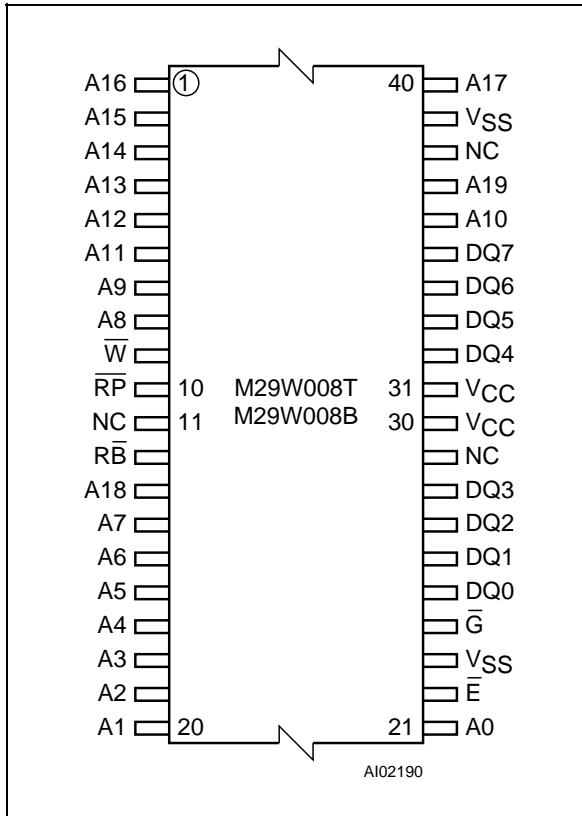 A16 ① 40 A17
A15 VSS
A14 NC
A13 A19
A12 A10
A11 DQ7
A9 DQ6
A8 DQ5
W̅ DQ4
R̅P̅ 10 M29W008T 31 VCC
NC 11 M29W008B 30 VCC
RB̅ NC
A18 DQ3
A7 DQ2
A6 DQ1
A5 DQ0
A4 G̅
A3 VSS
A2 E̅
A1 20 21 A0
AI02190